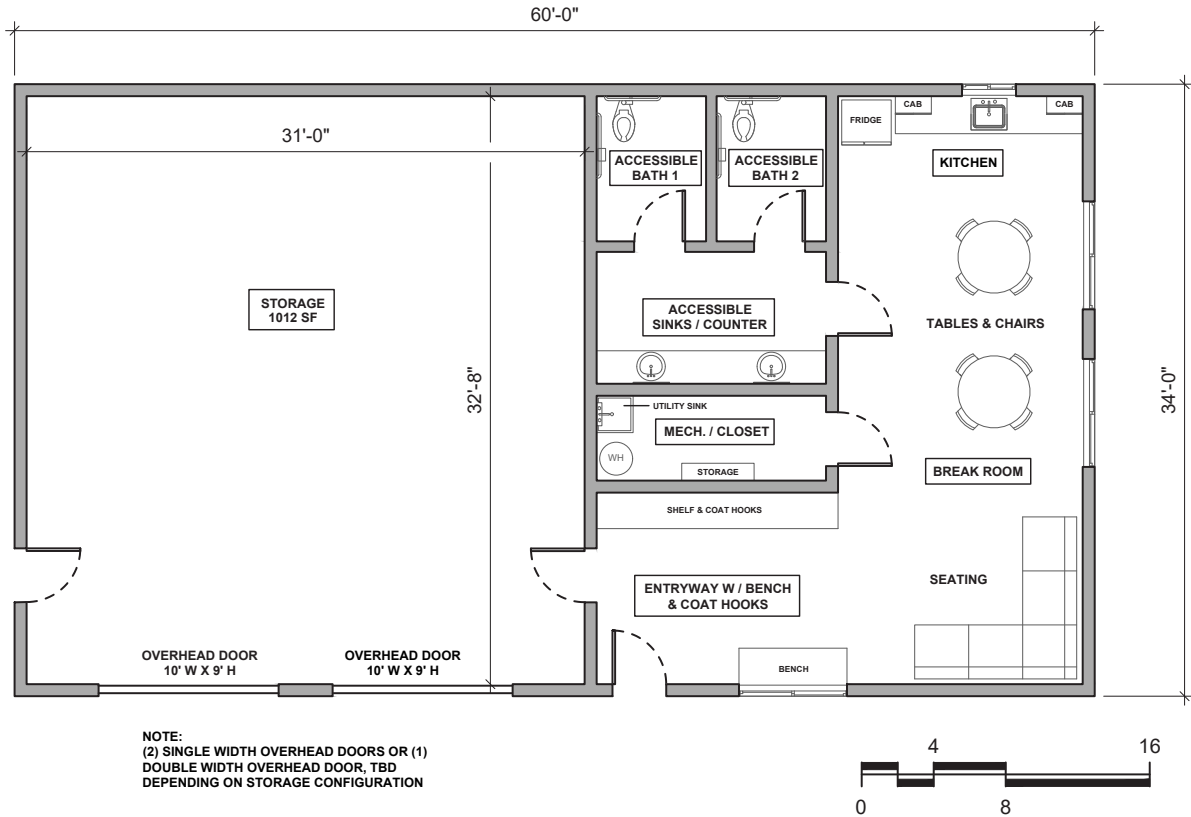 60'-0"
CAB
CAB
FRIDGE
31'-0"
ACCESSIBLE
BATH 1
ACCESSIBLE
BATH 2
KITCHEN
STORAGE
1012 SF
ACCESSIBLE
SINKS / COUNTER
TABLES & CHAIRS
32'-8"
34'-0"
UTILITY SINK
MECH. / CLOSET
WH
STORAGE
BREAK ROOM
SHELF & COAT HOOKS
ENTRYWAY W / BENCH
& COAT HOOKS
SEATING
OVERHEAD DOOR
10' W X 9' H
OVERHEAD DOOR
10' W X 9' H
BENCH
NOTE:
(2) SINGLE WIDTH OVERHEAD DOORS OR (1)
DOUBLE WIDTH OVERHEAD DOOR, TBD
DEPENDING ON STORAGE CONFIGURATION
4
16
0
8